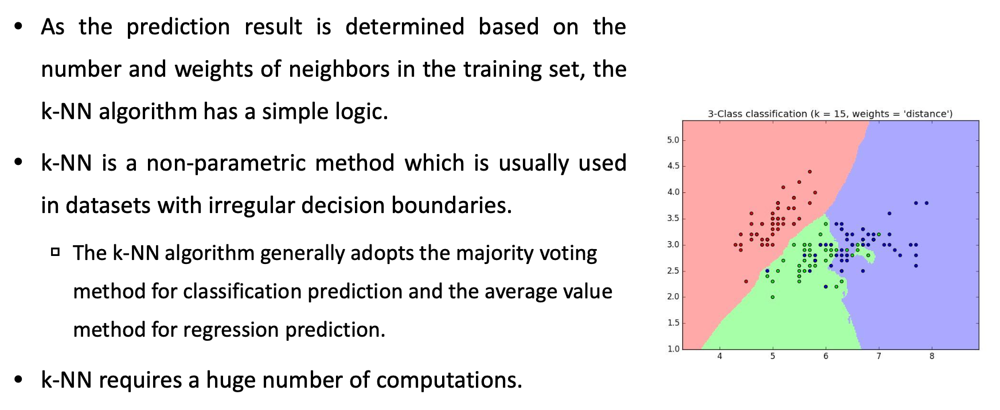 • As the prediction result is determined based on the
number and weights of neighbors in the training set, the
k-NN algorithm has a simple logic.
• k-NN is a non-parametric method which is usually used
in datasets with irregular decision boundaries.
▫ The k-NN algorithm generally adopts the majority voting
method for classification prediction and the average value
method for regression prediction.
• k-NN requires a huge number of computations.
3-Class classification (k = 15, weights = 'distance')
5.0
4.5
4.0
3.5
3.0
2.5
2.0
1.5
1.0
4 5 6 7 8